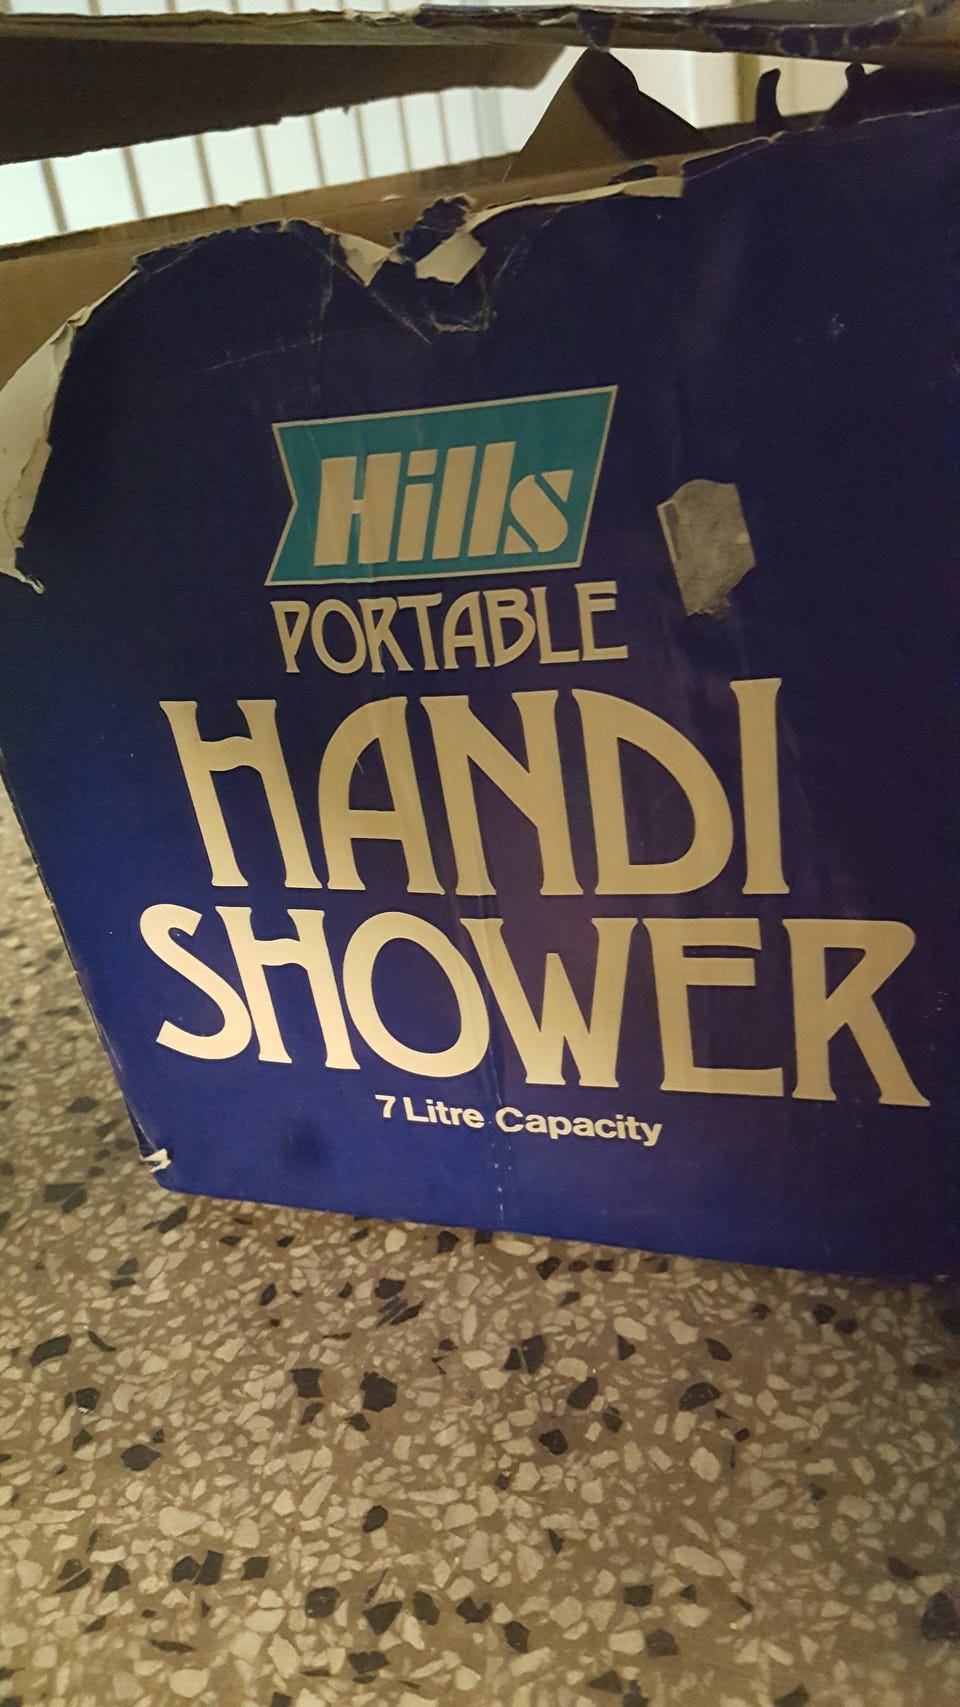 Hills
PORTABLE
HANDI
SHOWER
7 Litre Capacity